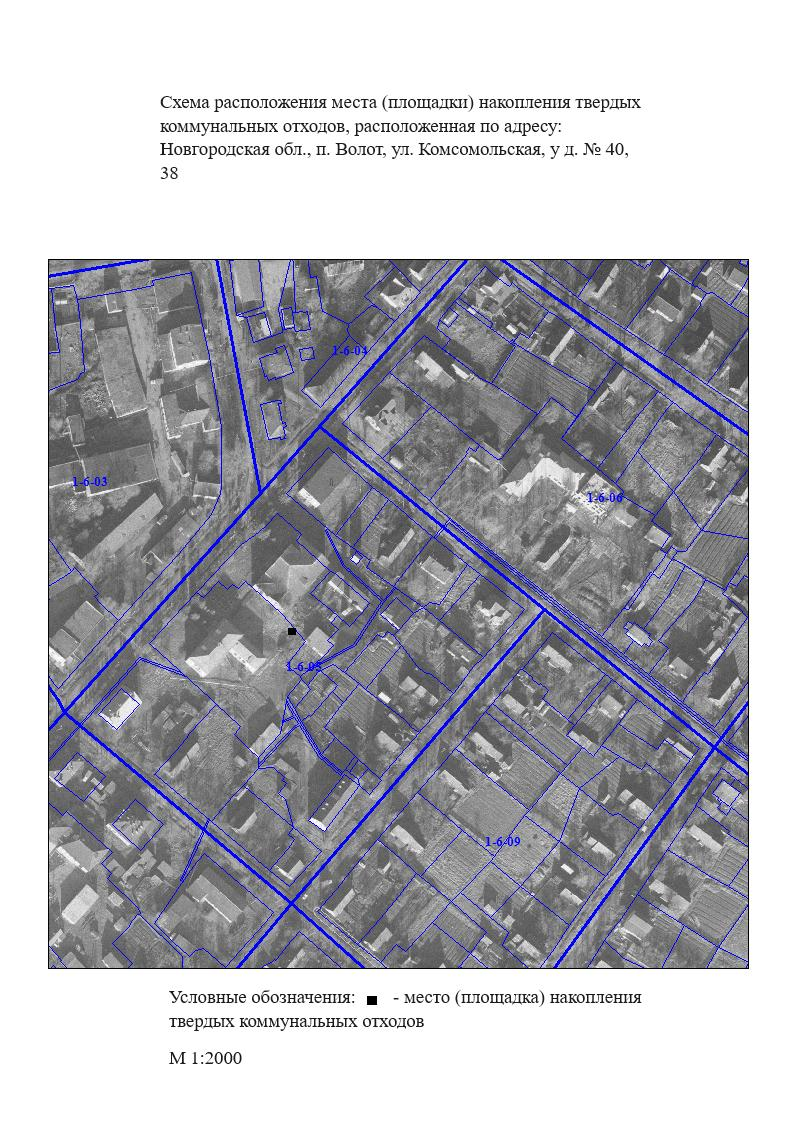 Схема расположения места (площадки) накопления твердых
коммунальных отходов, расположенная по адресу:
Новгородская обл., п. Волот, ул. Комсомольская, у д. № 40,
38
1-6-04
1-6-03
1-6-06
1-6-05
1-6-09
Условные обозначения: ■ - место (площадка) накопления
твердых коммунальных отходов
М 1:2000